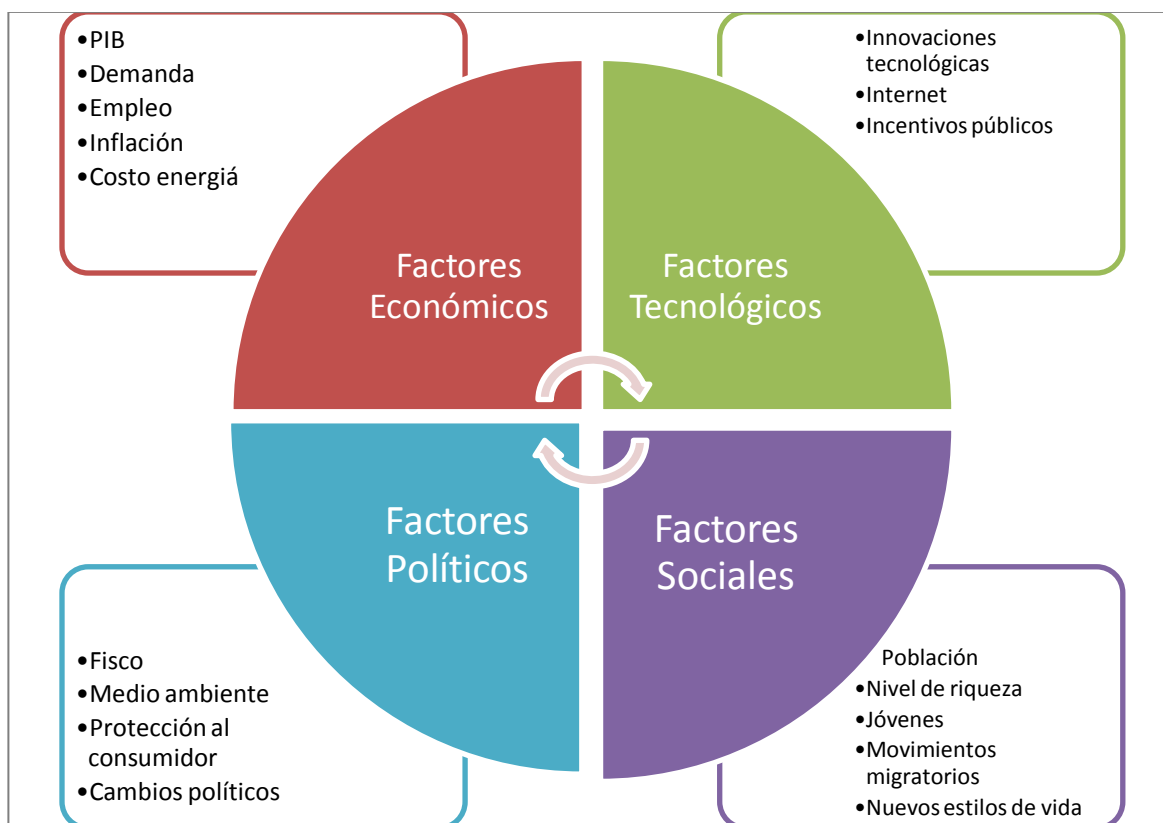 •PIB
•Demanda
•Empleo
•Inflación
•Costo energiá
•Innovaciones
tecnológicas
•Internet
•Incentivos públicos
Factores
Económicos
Factores
Tecnológicos
Factores
Políticos
Factores
Sociales
•Fisco
•Medio ambiente
•Protección al
consumidor
•Cambios políticos
Población
•Nivel de riqueza
•Jóvenes
•Movimientos
migratorios
•Nuevos estilos de vida